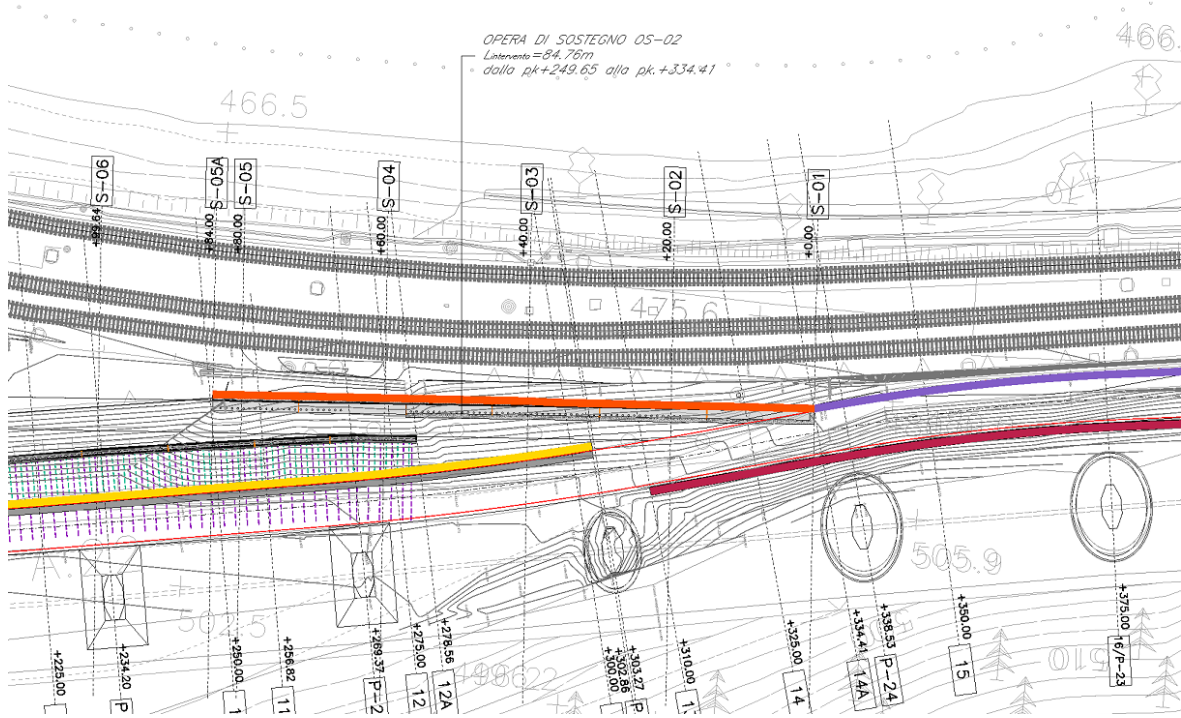 OPERA DI SOSTEGNO OS-02
Lintervento=84.76m
dalla pk+249.65 alla pk.+334.41
466.5
S-06
+99.64
S-05A
+84.00
S-05
+80.00
S-04
+60.00
S-03
+40.00
S-02
+20.00
S-01
+0.00
475.6
505.9
502.5
510
+225.00
+234.20
P
+250.00
+256.82
11
+269.37
P-2
+275.00
12
+278.56
12A
+300.00
+302.86
+303.27
P
+310.00
+325.00
14
+334.41
14A
+338.53
P-24
+350.00
15
+375.00
16/P-23